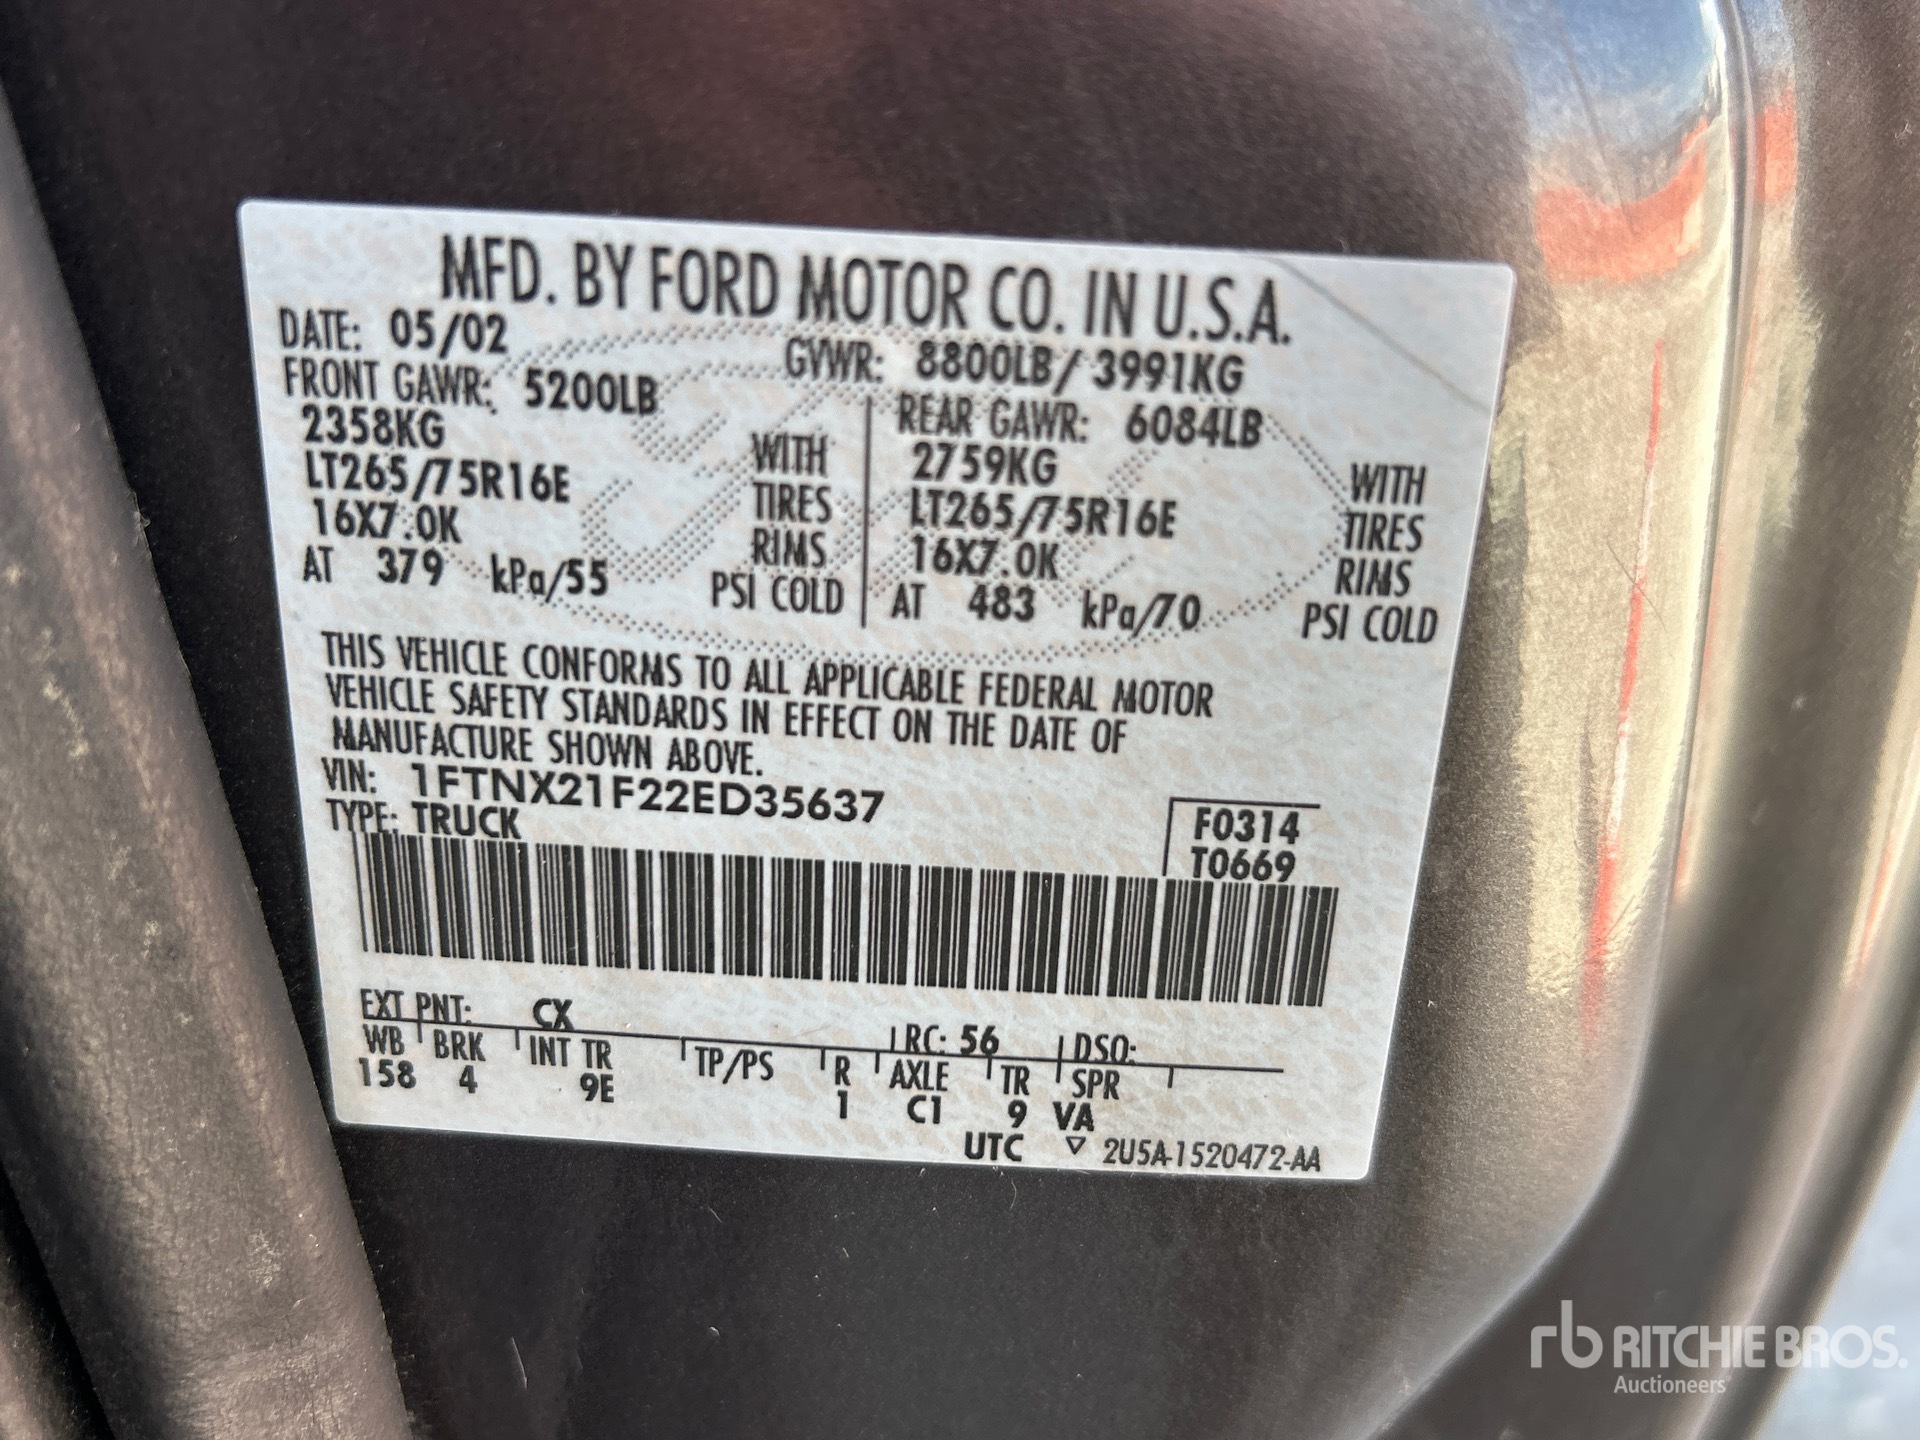 MFD. BY FORD MOTOR CO. IN U.S.A.
DATE: 05/02 GVWR: 8800LB/ 3991KG
FRONT GAWR: 5200LB REAR GAWR: 6084LB
2358KG WITH 2759KG WITH
LT265/75R16E TIRES LT265/75R16E TIRES
16X7.0K RIMS 16X7.0K RIMS
AT 379 kPa/55 PSI COLD AT 483 kPa/70 PSI COLD
THIS VEHICLE CONFORMS TO ALL APPLICABLE FEDERAL MOTOR
VEHICLE SAFETY STANDARDS IN EFFECT ON THE DATE OF
MANUFACTURE SHOWN ABOVE.
VIN: 1FTNX21F22ED35637
TYPE: TRUCK
F0314
T0669
EXT PNT: CX RC: 56 DSO:
WB BRK INT TR TP/PS R AXLE TR SPR
158 4 9E 1 C1 9 VA
UTC ▽ 2U5A-1520472-AA
rb RITCHIE BROS.
Auctioneers